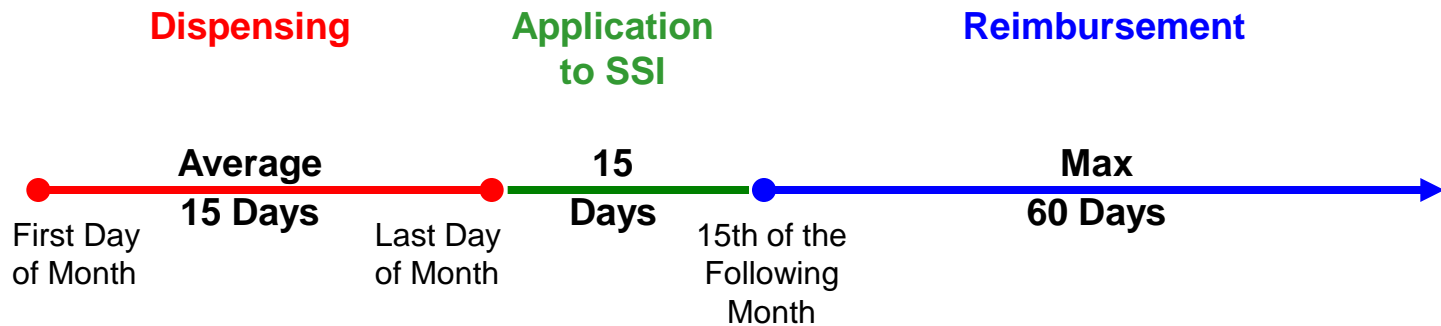 Dispensing
Application
to SSI
Reimbursement
Average
15 Days
15
Days
Max
60 Days
First Day
of Month
Last Day
of Month
15th of the
Following
Month